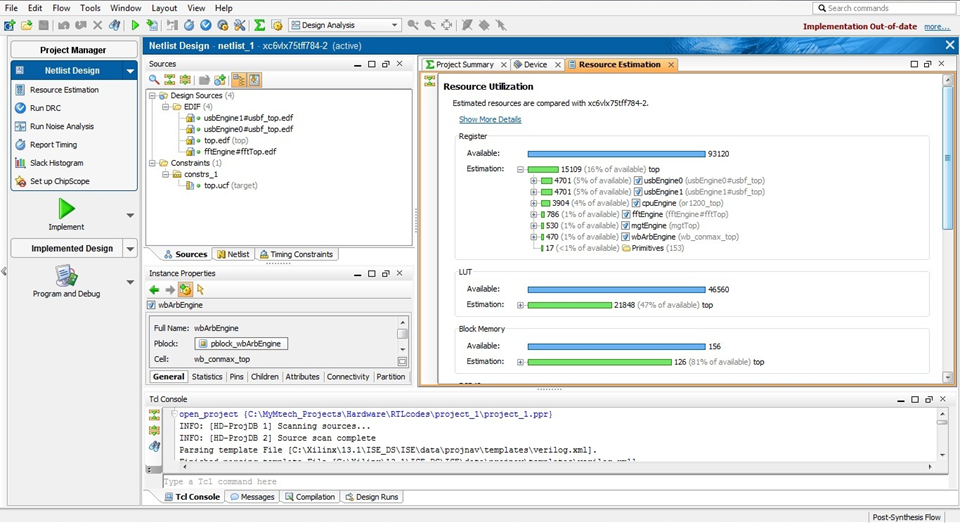 File Edit Flow Tools Window Layout View Help
Search commands
Design Analysis
Implementation Out-of-date more...
Project Manager
Netlist Design
Resource Estimation
Run DRC
Run Noise Analysis
Report Timing
Slack Histogram
Set up ChipScope
Implement
Implemented Design
Program and Debug
Netlist Design - netlist_1 - xc6vlx75tff784-2 (active)
Sources
Design Sources (4)
EDIF (4)
usbEngine1#usbf_top.edf
usbEngine0#usbf_top.edf
top.edf (top)
fftEngine#fftTop.edf
Constraints (1)
constrs_1
top.ucf (target)
Sources Netlist Timing Constraints
Instance Properties
wbArbEngine
Full Name: wbArbEngine
Pblock: pblock_wbArbEngine
Cell: wb_conmax_top
General Statistics Pins Children Attributes Connectivity Partition
Project Summary Device Resource Estimation
Resource Utilization
Estimated resources are compared with xc6vlx75tff784-2.
Show More Details
Register
Available: 93120
Estimation: 15109 (16% of available) top
4701 (5% of available) usbEngine0 (usbEngine0#usbf_top)
4701 (5% of available) usbEngine1 (usbEngine1#usbf_top)
3904 (4% of available) cpuEngine (or1200_top)
786 (1% of available) fftEngine (fftEngine#fftTop)
530 (1% of available) mgtEngine (mgtTop)
470 (1% of available) wbArbEngine (wb_conmax_top)
17 (<1% of available) Primitives (153)
LUT
Available: 46560
Estimation: 21848 (47% of available) top
Block Memory
Available: 156
Estimation: 126 (81% of available) top
Tcl Console
open_project {C:\MyMtech_Projects\Hardware\RTLcodes\project_1\project_1.ppr}
INFO: [HD-ProjDB 1] Scanning sources...
INFO: [HD-ProjDB 2] Source scan complete
Parsing template File [C:\Xilinx\13.1\ISE_DS\ISE\data\projnav\templates\verilog.xml].
Type a Tcl command here
Tcl Console Messages Compilation Design Runs
Post-Synthesis Flow